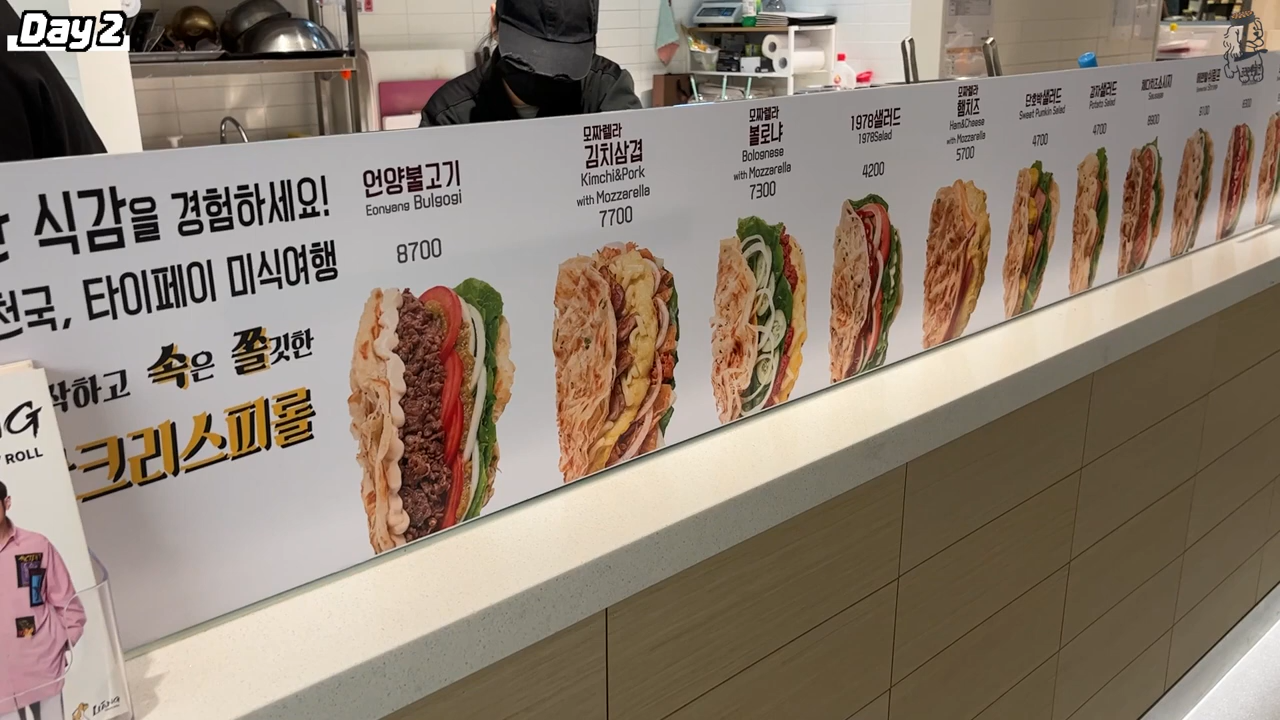 Day 2
식감을 경험하세요!
천국, 타이페이 미식여행
작하고 속은 쫄깃한
크리스피롤
G
ROLL
언양불고기
Eonyang Bulgogi
8700
모짜렐라
김치삼겹
Kimchi&Pork
with Mozzarella
7700
모짜렐라
볼로냐
Bolognese
with Mozzarella
7300
1978샐러드
1978Salad
4200
모짜렐라
햄치즈
Ham&Cheese
with Mozzarella
5700
단호박샐러드
Sweet Pumkin Salad
4700
감자샐러드
Potato Salad
4700
Sausage